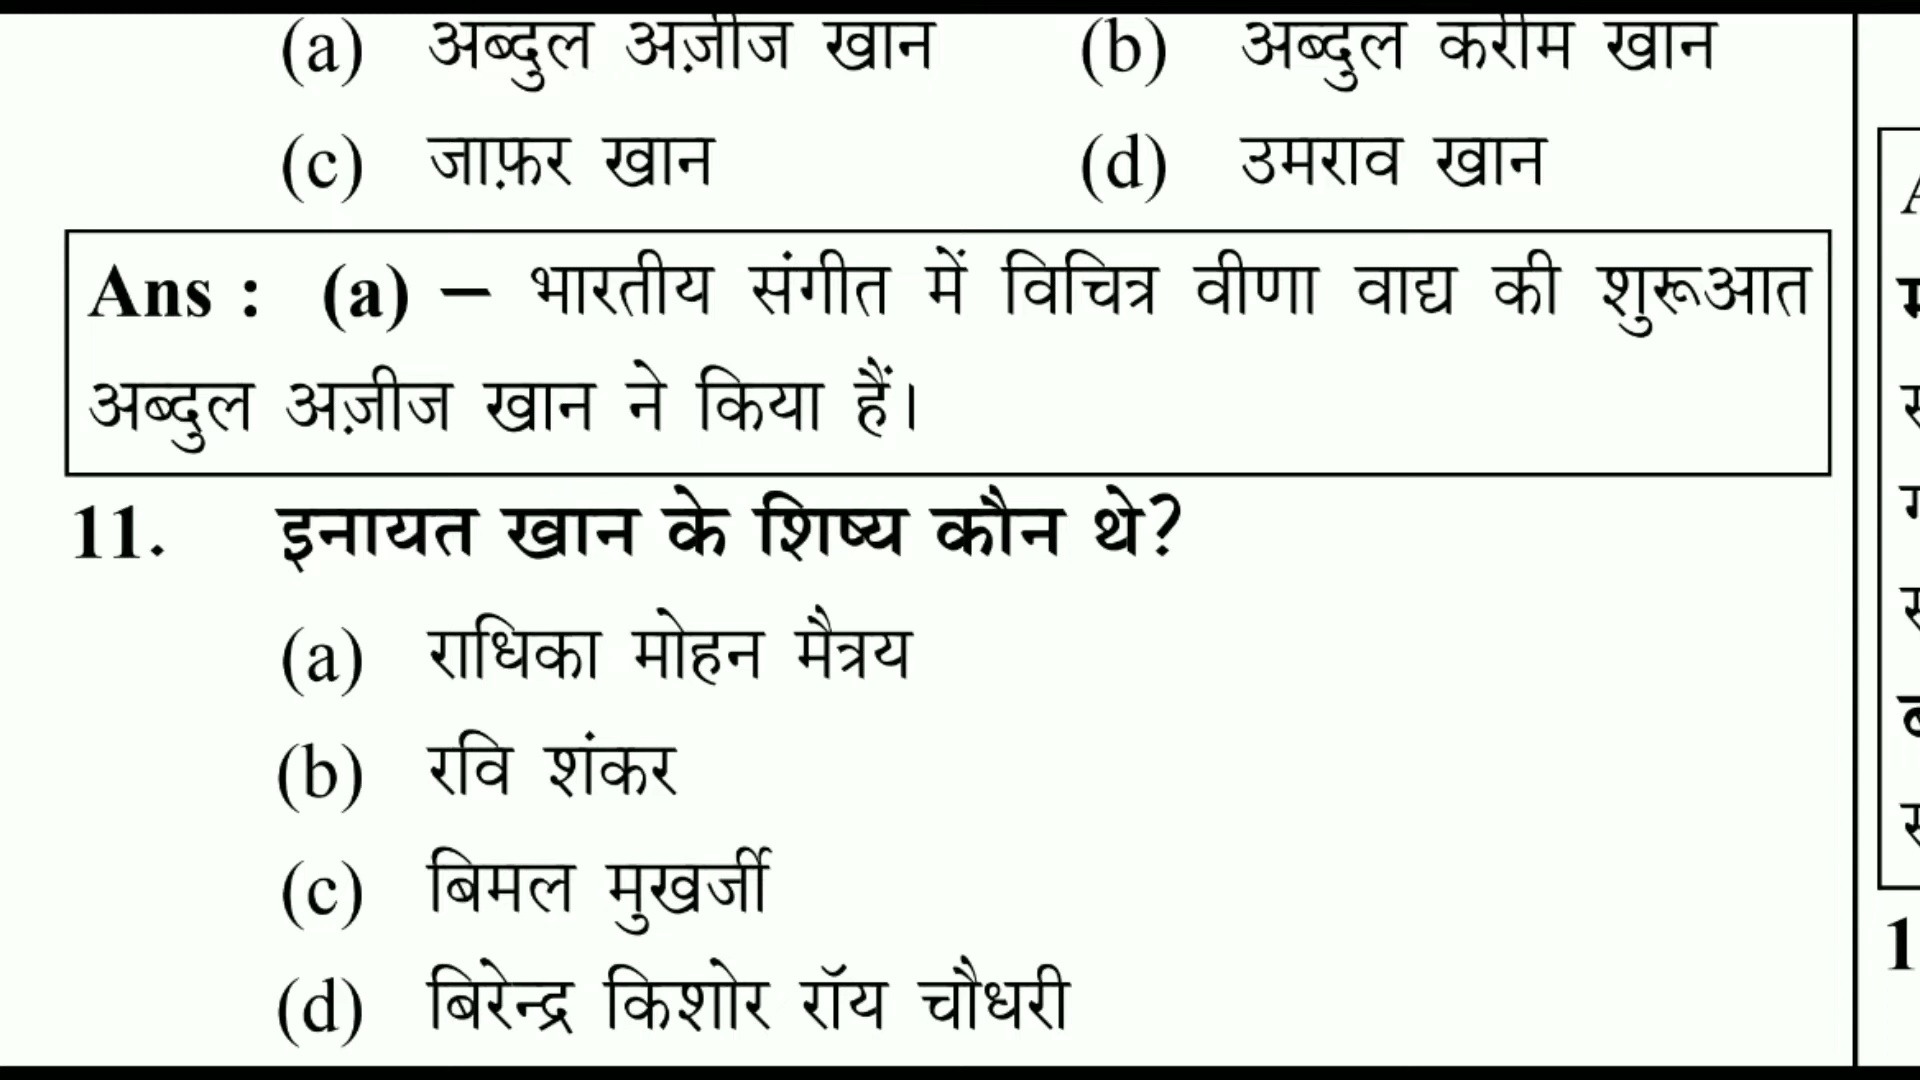 (a) अब्दुल अज़ीज खान (b) अब्दुल करीम खान
(c) जाफ़र खान (d) उमराव खान
Ans : (a) – भारतीय संगीत में विचित्र वीणा वाद्य की शुरूआत
अब्दुल अज़ीज खान ने किया हैं।
11. इनायत खान के शिष्य कौन थे?
(a) राधिका मोहन मैत्रय
(b) रवि शंकर
(c) बिमल मुखर्जी
(d) बिरेन्द्र किशोर रॉय चौधरी